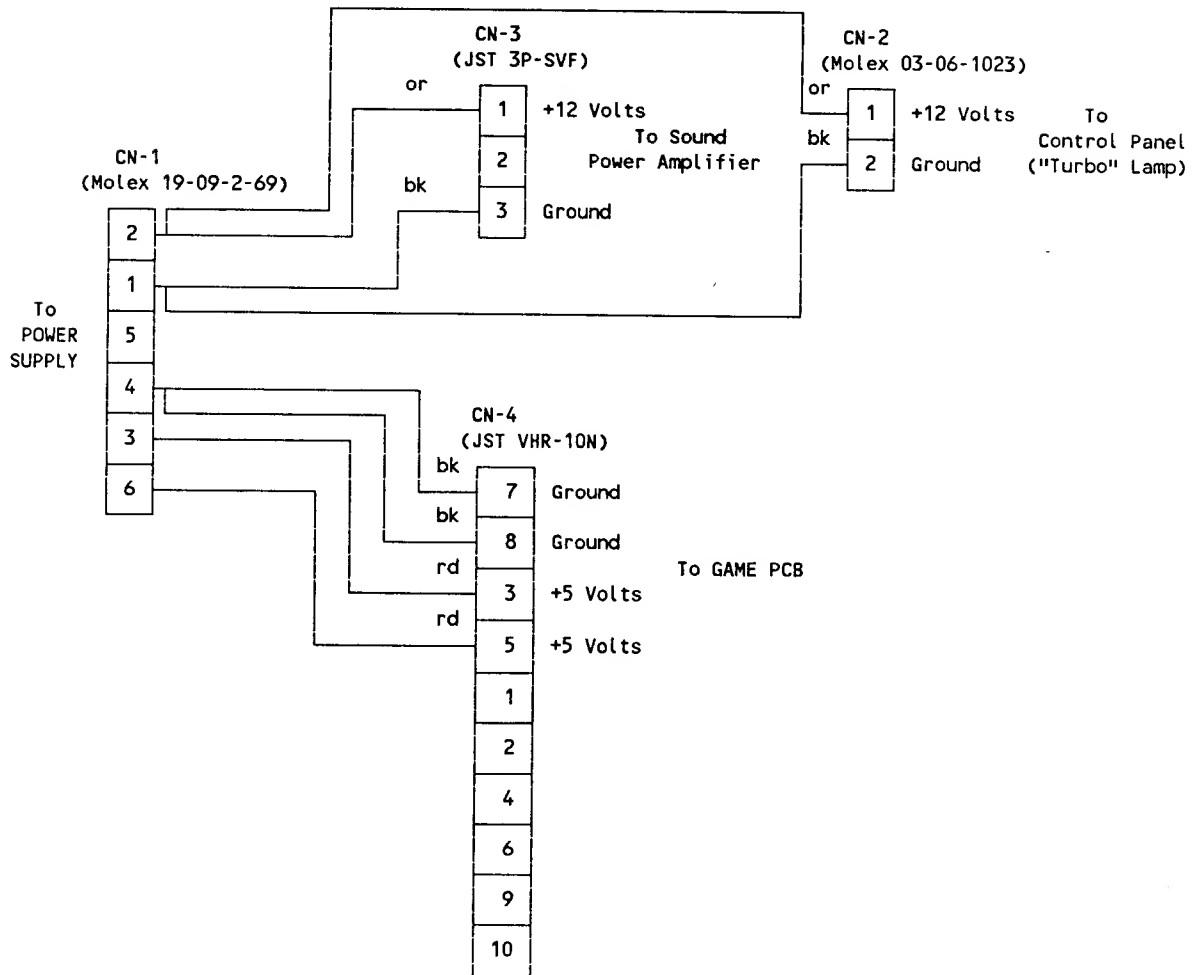 CN-3
(JST 3P-SVF)
or
1 +12 Volts
2
To Sound
Power Amplifier
bk
3 Ground
CN-2
(Molex 03-06-1023)
or
1 +12 Volts
bk
2 Ground
To
Control Panel
("Turbo" Lamp)
CN-1
(Molex 19-09-2-69)
2
1
5
4
3
6
To
POWER
SUPPLY
CN-4
(JST VHR-10N)
bk
7 Ground
bk
8 Ground
rd
3 +5 Volts
rd
5 +5 Volts
1
2
4
6
9
10
To GAME PCB